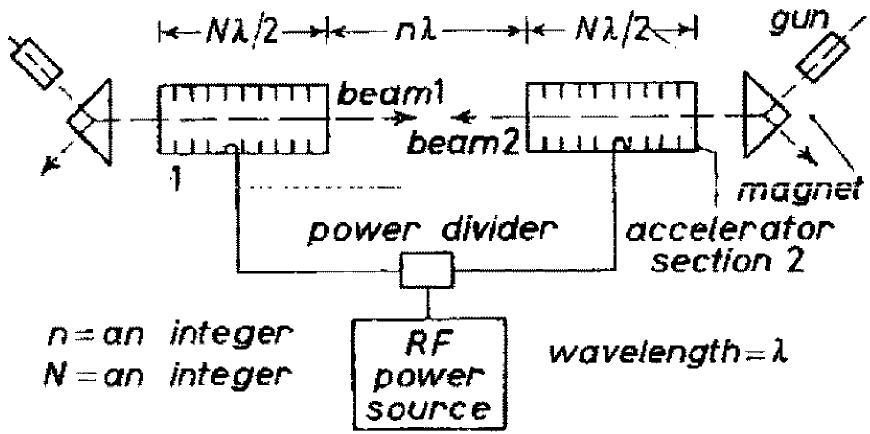 Nλ/2
nλ
Nλ/2
gun
beam1
beam2
1
magnet
power divider
accelerator
section 2
n=an integer
N=an integer
RF
power
source
wavelength=λ